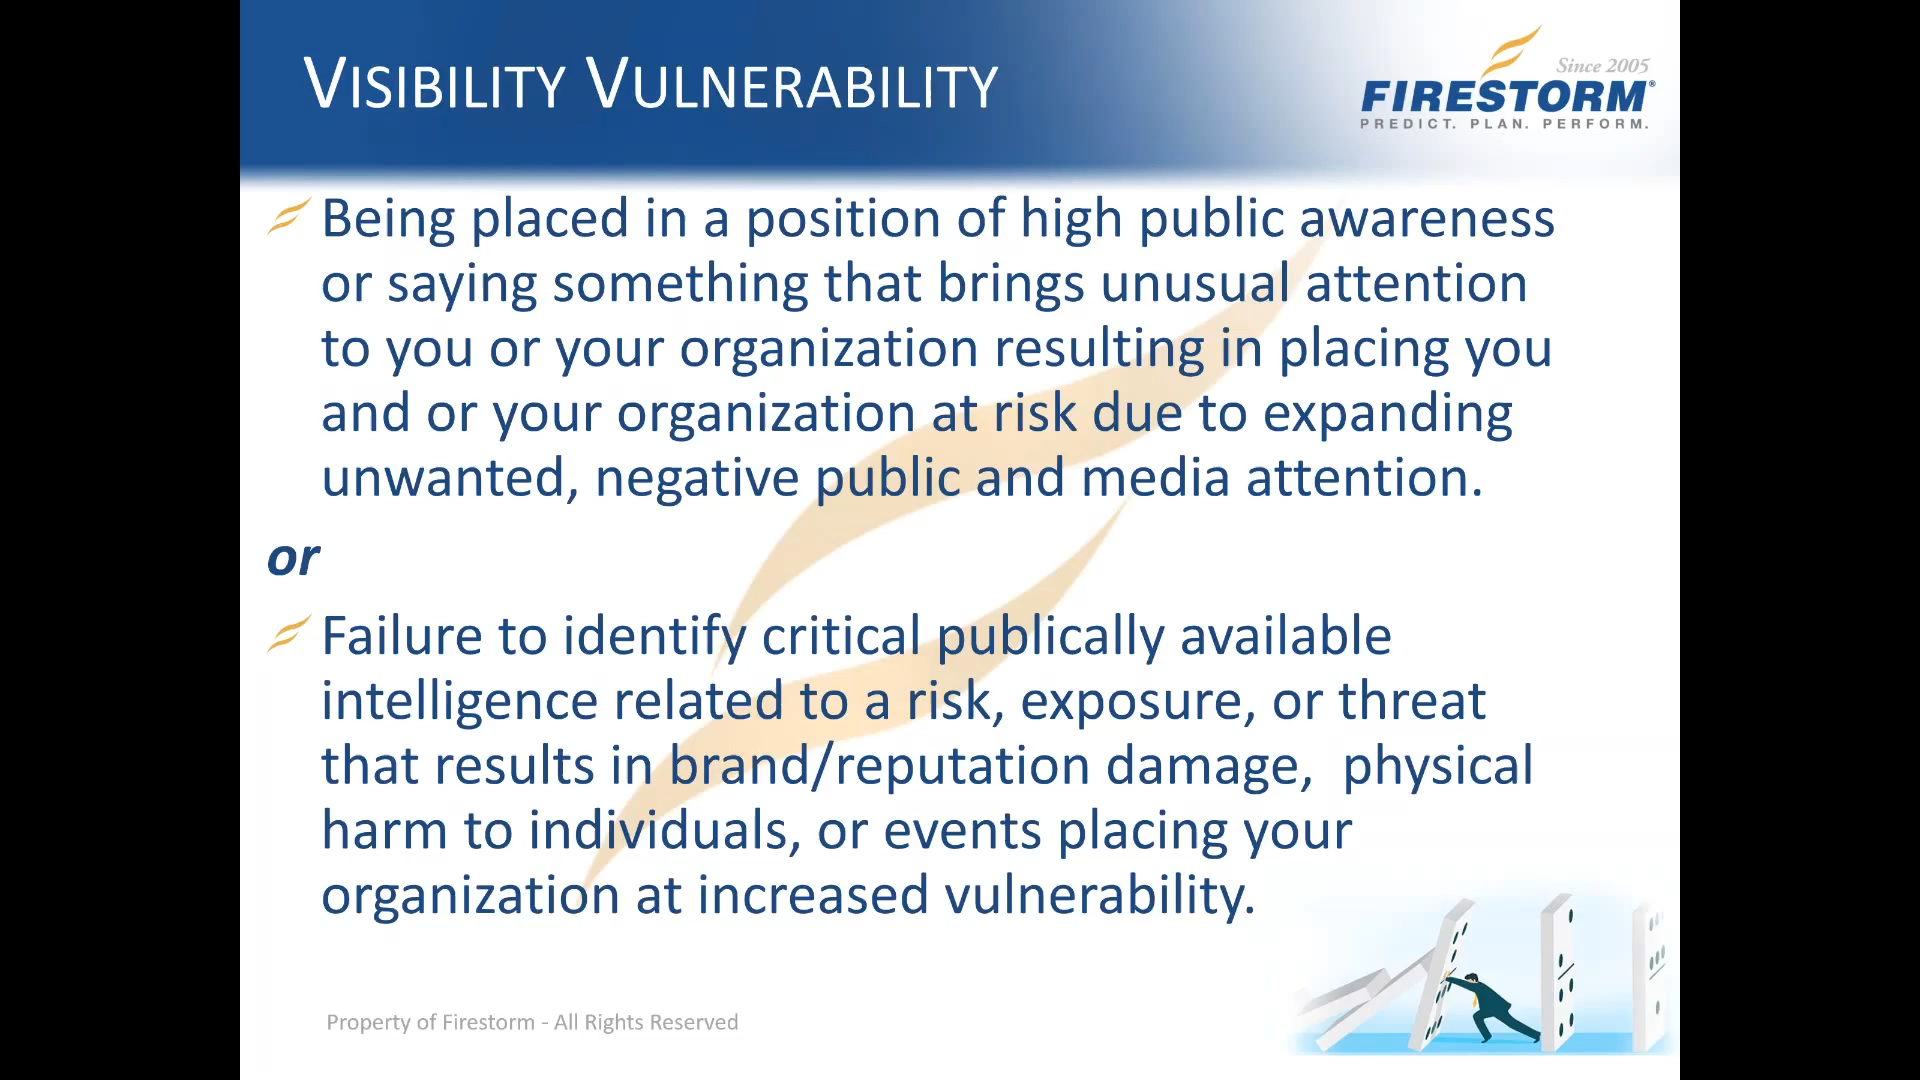 VISIBILITY VULNERABILITY
Since 2005
FIRESTORM®
PREDICT. PLAN. PERFORM.
Being placed in a position of high public awareness
or saying something that brings unusual attention
to you or your organization resulting in placing you
and or your organization at risk due to expanding
unwanted, negative public and media attention.
or
Failure to identify critical publically available
intelligence related to a risk, exposure, or threat
that results in brand/reputation damage,  physical
harm to individuals, or events placing your
organization at increased vulnerability.
Property of Firestorm - All Rights Reserved